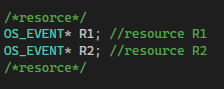 /*resorce*/
OS_EVENT* R1; //resource R1
OS_EVENT* R2; //resource R2
/*resorce*/